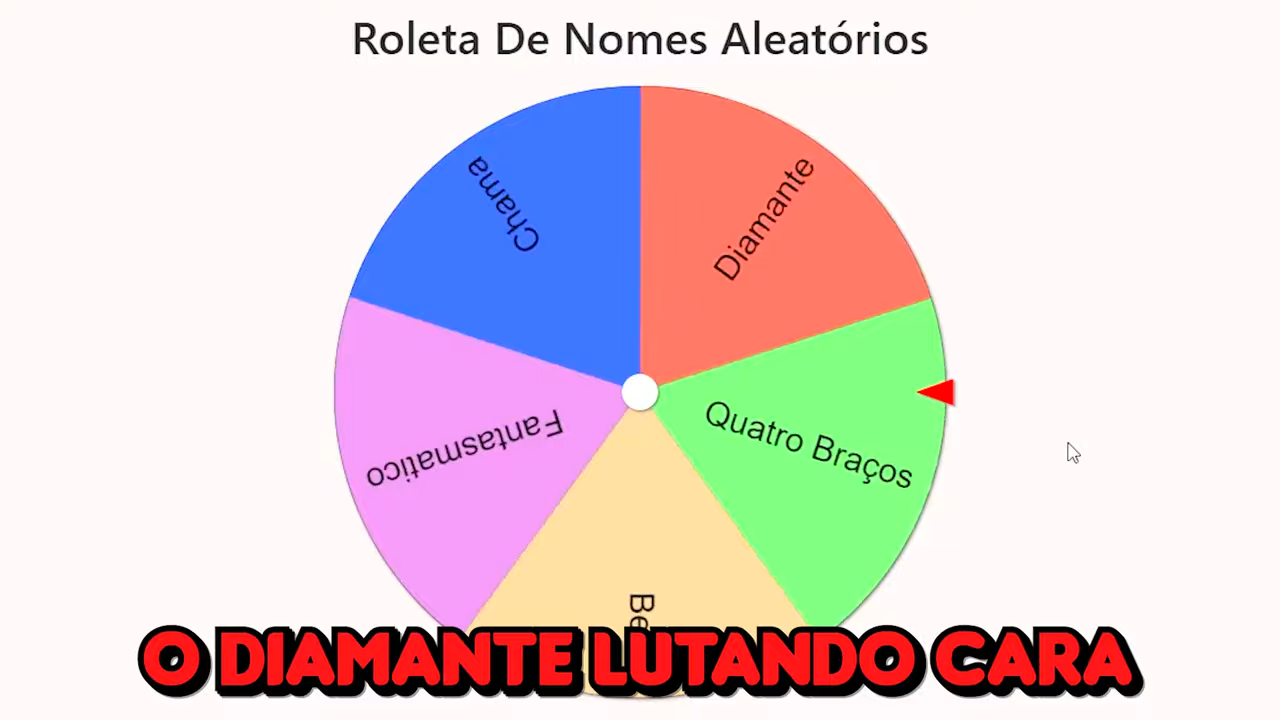 Roleta De Nomes Aleatórios
Chama
Diamante
Quatro Braços
Fantasmatico
O DIAMANTE LUTANDO CARA